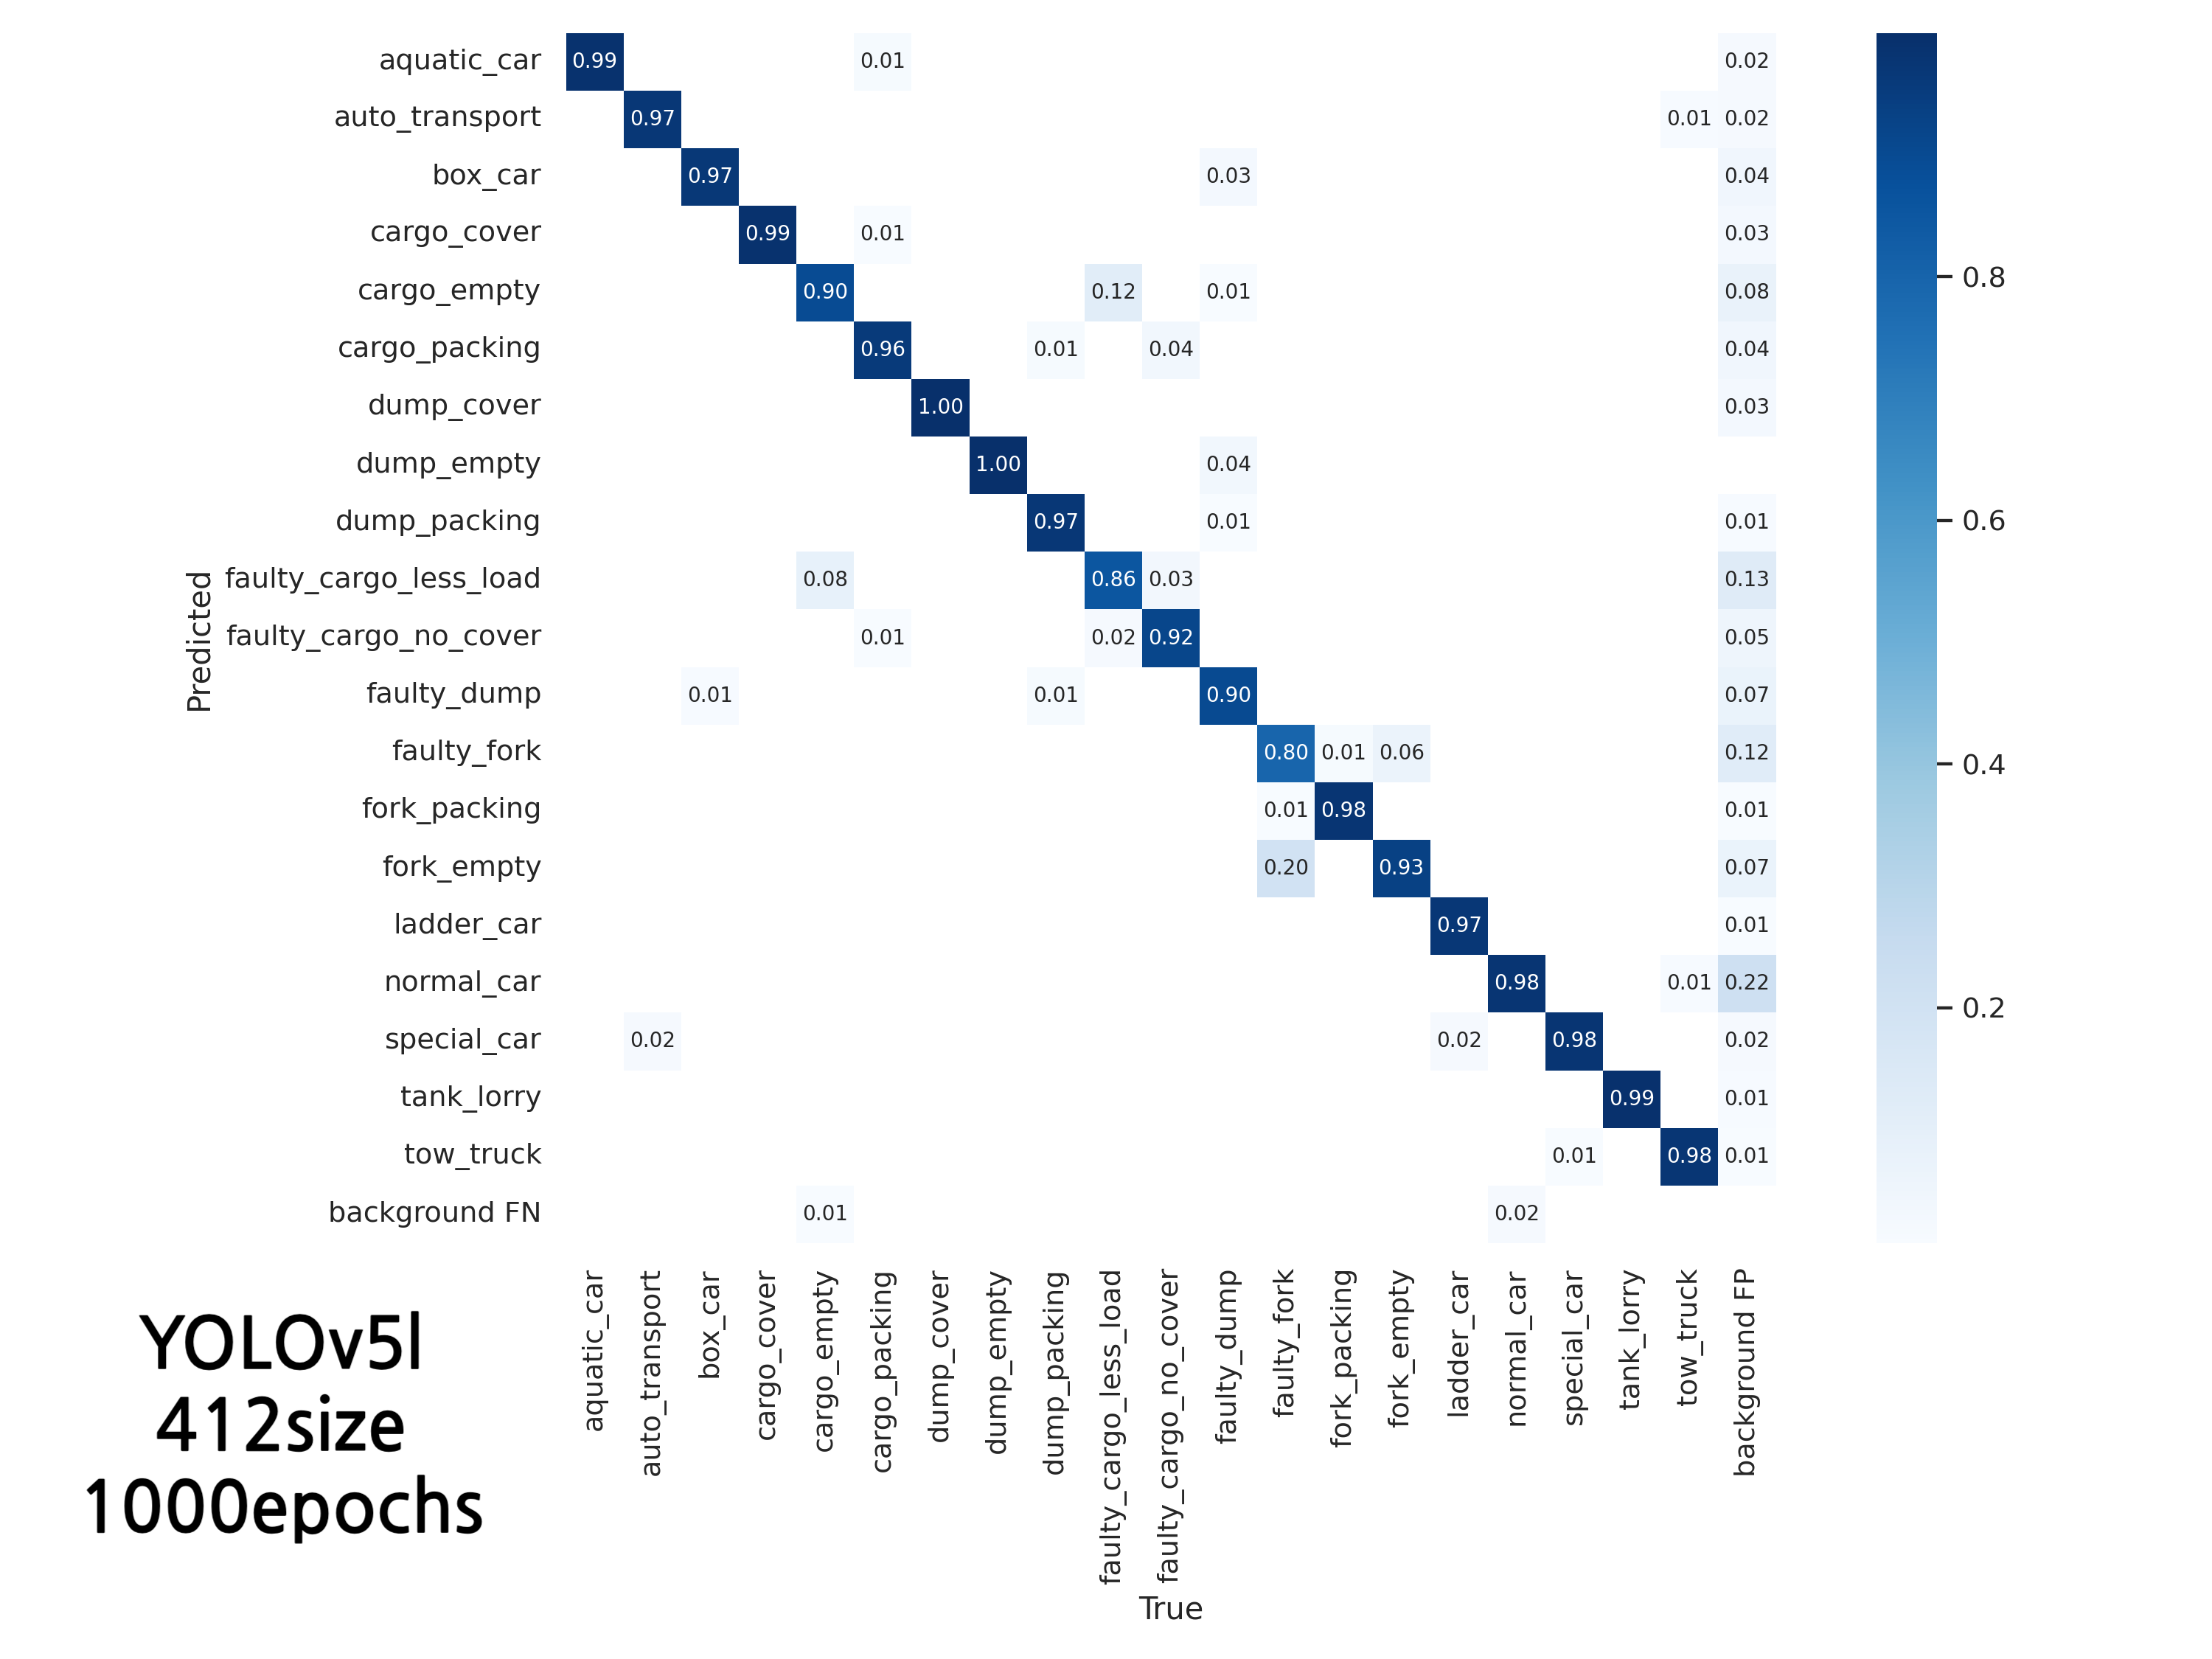 aquatic_car 0.99 0.01 0.02
auto_transport 0.97 0.01 0.02
box_car 0.97 0.03 0.04
cargo_cover 0.99 0.01 0.03
cargo_empty 0.90 0.12 0.01 0.08
0.8
cargo_packing 0.96 0.01 0.04 0.04
dump_cover 1.00 0.03
dump_empty 1.00 0.04
dump_packing 0.97 0.01 0.01
0.6
faulty_cargo_less_load 0.08 0.86 0.03 0.13
Predicted
faulty_cargo_no_cover 0.01 0.02 0.92 0.05
faulty_dump 0.01 0.01 0.90 0.07
faulty_fork 0.80 0.01 0.06 0.12
0.4
fork_packing 0.01 0.98 0.01
fork_empty 0.20 0.93 0.07
ladder_car 0.97 0.01
normal_car 0.98 0.01 0.22
0.2
special_car 0.02 0.02 0.98 0.02
tank_lorry 0.99 0.01
tow_truck 0.01 0.98 0.01
background FN 0.01 0.02
aquatic_car
auto_transport
box_car
cargo_cover
cargo_empty
cargo_packing
dump_cover
dump_empty
dump_packing
faulty_cargo_less_load
faulty_cargo_no_cover
faulty_dump
faulty_fork
fork_packing
fork_empty
ladder_car
normal_car
special_car
tank_lorry
tow_truck
background FP
True
YOLOv5l
412size
1000epochs